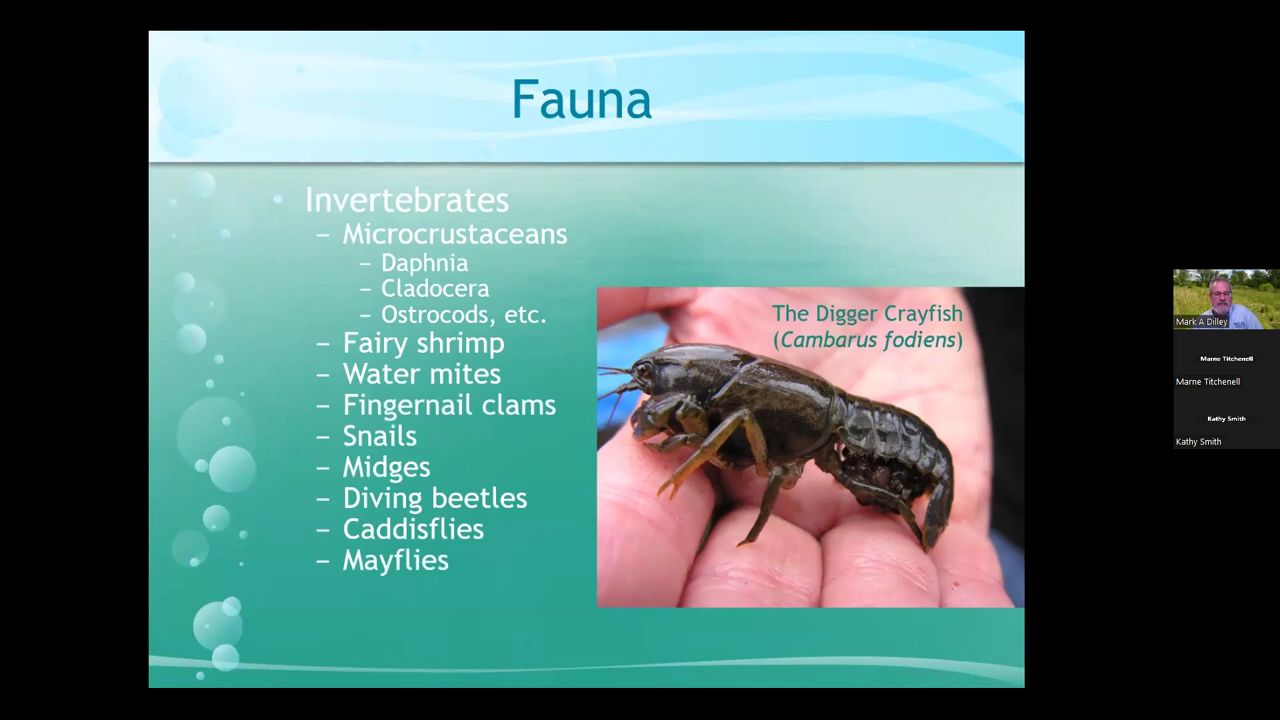 Fauna
• Invertebrates
– Microcrustaceans
– Daphnia
– Cladocera
– Ostrocods, etc.
– Fairy shrimp
– Water mites
– Fingernail clams
– Snails
– Midges
– Diving beetles
– Caddisflies
– Mayflies
The Digger Crayfish
(Cambarus fodiens)
Mark A Dilley
Marne Titchenell
Marne Titchenell
Kathy Smith
Kathy Smith